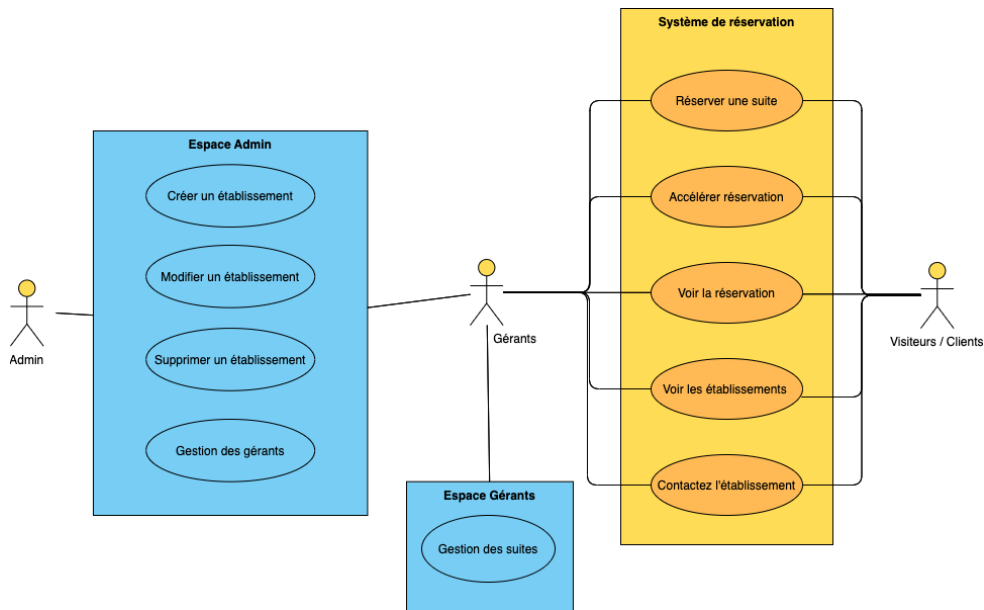 Système de réservation
Réserver une suite
Espace Admin
Créer un établissement
Accélérer réservation
Modifier un établissement
Voir la réservation
Gérants
Visiteurs / Clients
Admin
Supprimer un établissement
Voir les établissements
Gestion des gérants
Contactez l'établissement
Espace Gérants
Gestion des suites